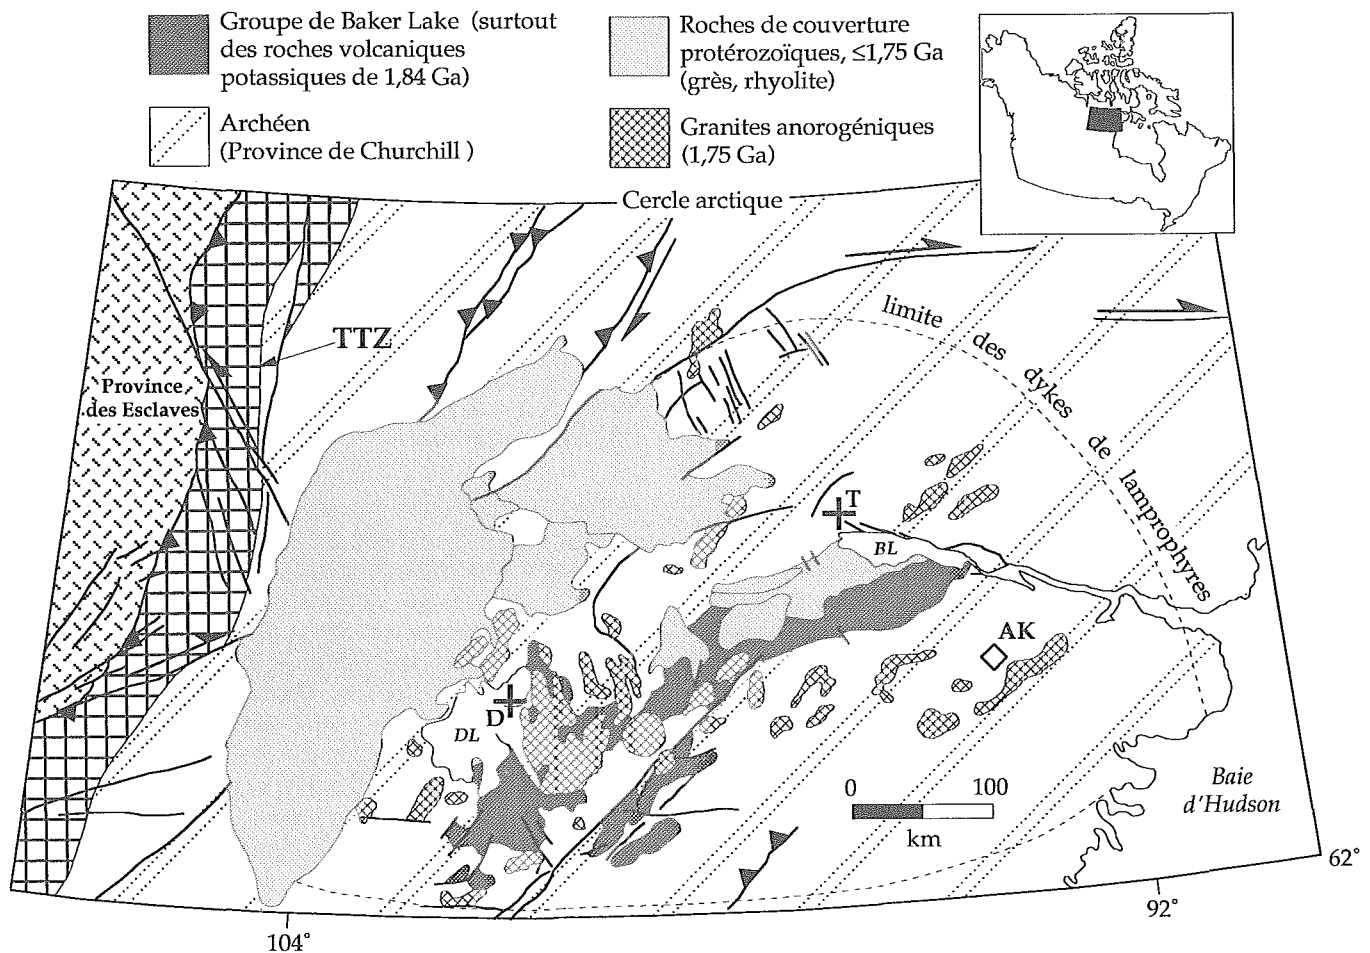 Groupe de Baker Lake (surtout
des roches volcaniques
potassiques de 1,84 Ga)
Archéen
(Province de Churchill )
Roches de couverture
protérozoïques, ≤1,75 Ga
(grès, rhyolite)
Granites anorogéniques
(1,75 Ga)
Cercle arctique
limite des dykes de lamprophyres
TTZ
Province
des Esclaves
T
BL
AK
D
DL
0 100
km
Baie
d'Hudson
62°
92°
104°